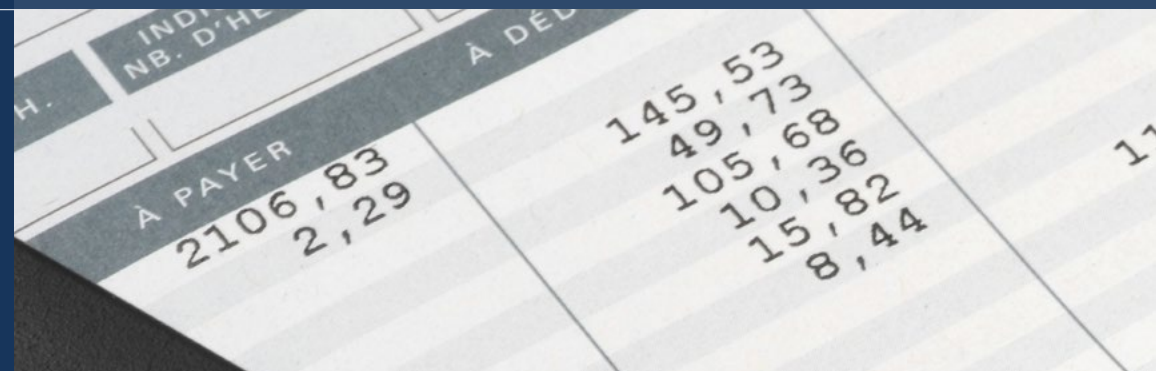 INDI
NB. D'HE
H.
À PAYER
À DÉD
2106,83
2,29
145,53
49,73
105,68
10,36
15,82
8,44
11